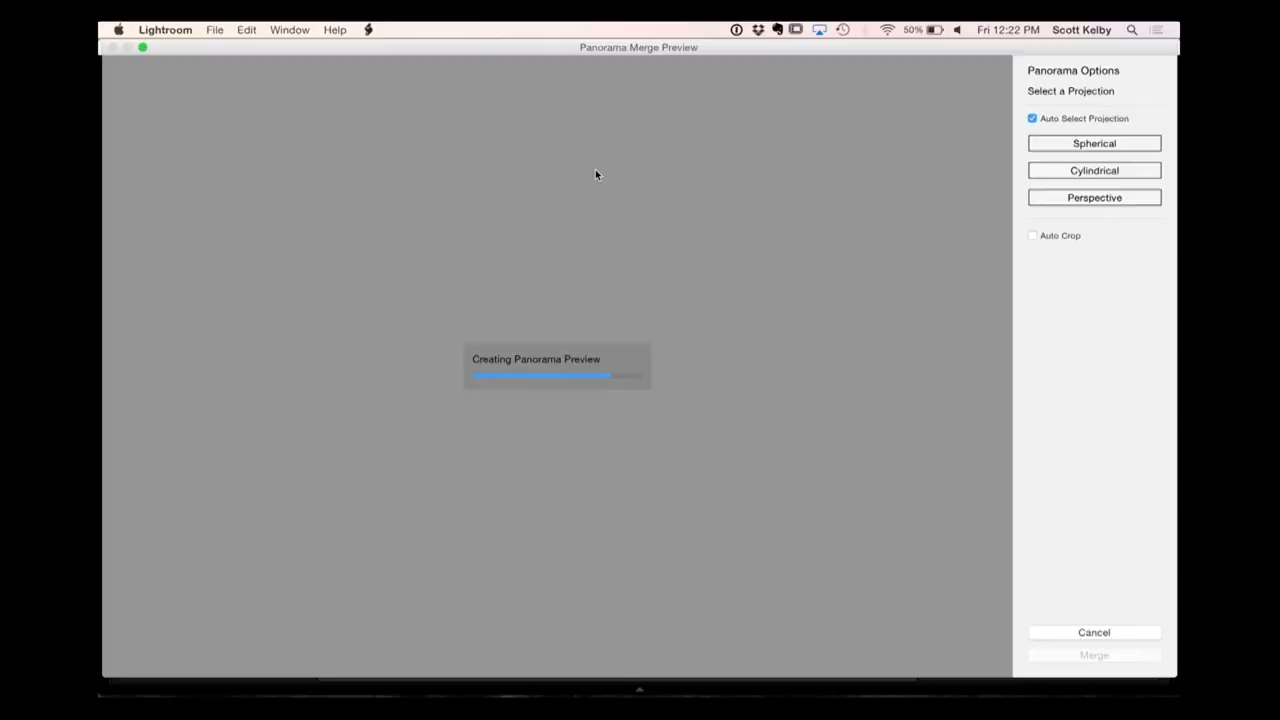 Lightroom File Edit Window Help 50% Fri 12:22 PM Scott Kelby
Panorama Merge Preview
Panorama Options
Select a Projection
Auto Select Projection
Spherical
Cylindrical
Perspective
Auto Crop
Creating Panorama Preview
Cancel
Merge